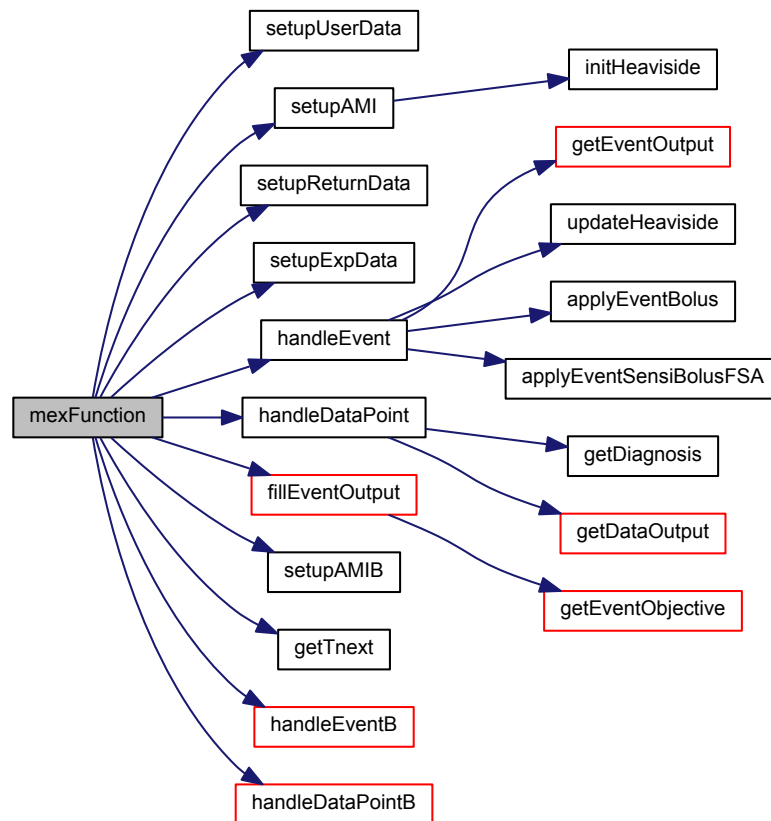 setupUserData
initHeaviside
setupAMI
getEventOutput
setupReturnData
updateHeaviside
setupExpData
applyEventBolus
handleEvent
applyEventSensiBolusFSA
mexFunction
handleDataPoint
getDiagnosis
fillEventOutput
getDataOutput
setupAMIB
getEventObjective
getTnext
handleEventB
handleDataPointB